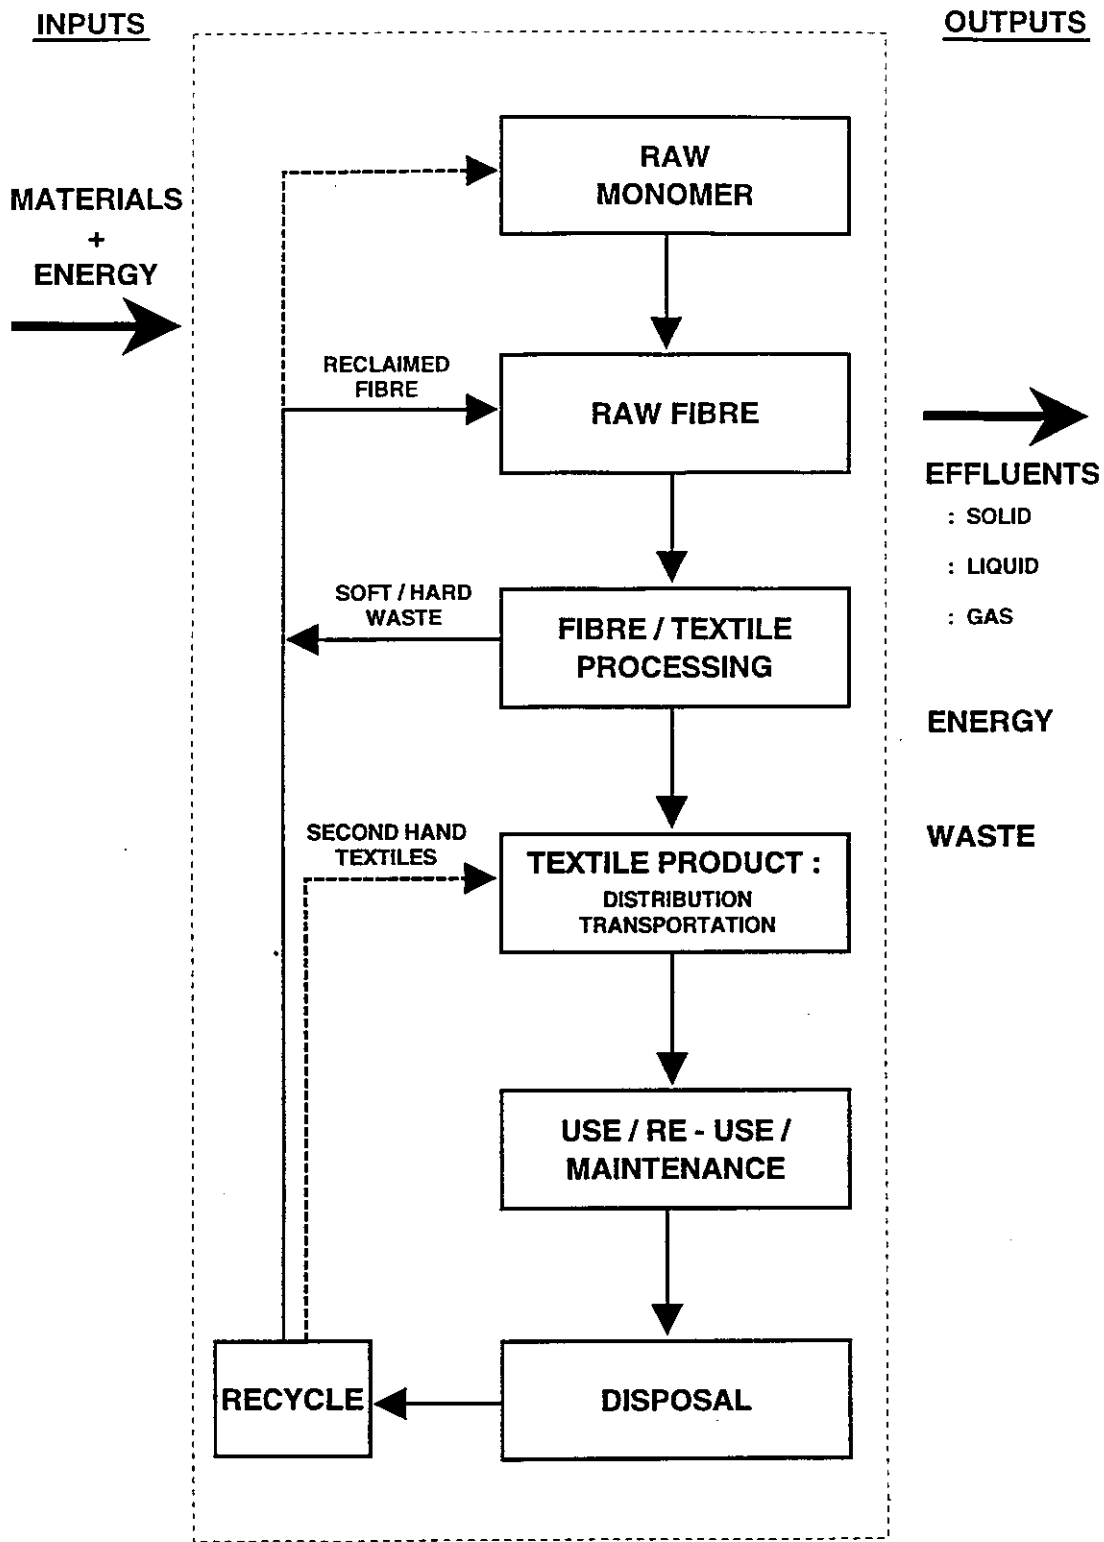 INPUTS
OUTPUTS
RAW
MONOMER
MATERIALS
+
ENERGY
RECLAIMED
FIBRE
RAW FIBRE
EFFLUENTS
: SOLID
: LIQUID
: GAS
SOFT / HARD
WASTE
FIBRE / TEXTILE
PROCESSING
ENERGY
WASTE
SECOND HAND
TEXTILES
TEXTILE PRODUCT :
DISTRIBUTION
TRANSPORTATION
USE / RE - USE /
MAINTENANCE
RECYCLE
DISPOSAL